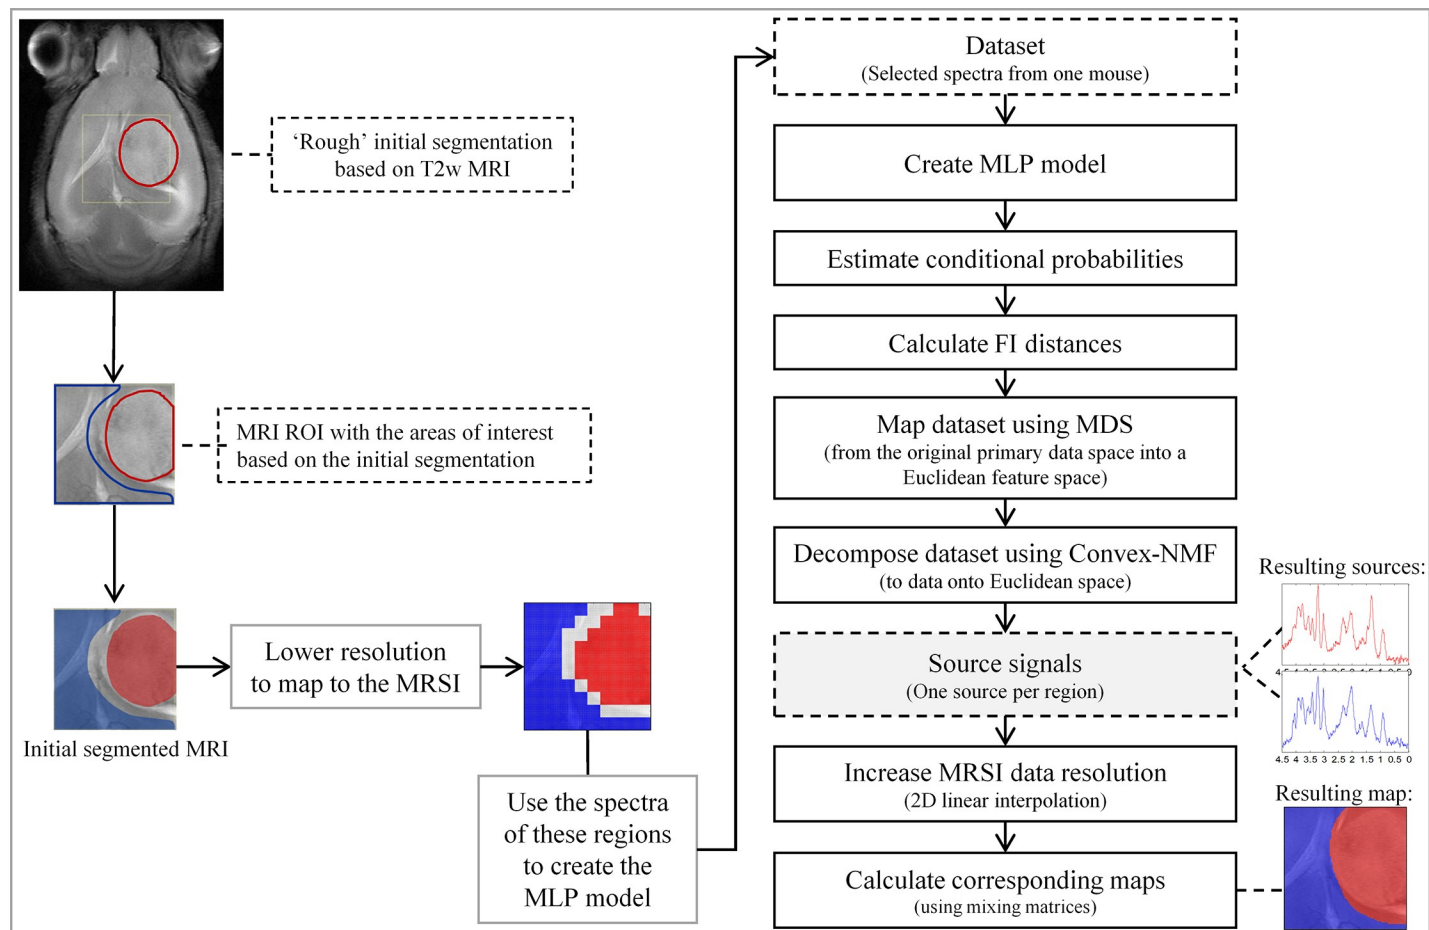 'Rough' initial segmentation
based on T2w MRI
MRI ROI with the areas of interest
based on the initial segmentation
Initial segmented MRI
Lower resolution
to map to the MRSI
Use the spectra
of these regions
to create the
MLP model
Dataset
(Selected spectra from one mouse)
Create MLP model
Estimate conditional probabilities
Calculate FI distances
Map dataset using MDS
(from the original primary data space into a
Euclidean feature space)
Decompose dataset using Convex-NMF
(to data onto Euclidean space)
Source signals
(One source per region)
Increase MRSI data resolution
(2D linear interpolation)
Calculate corresponding maps
(using mixing matrices)
Resulting sources:
4.5 4 3.5 3 2.5 2 1.5 1 0.5 0
Resulting map: